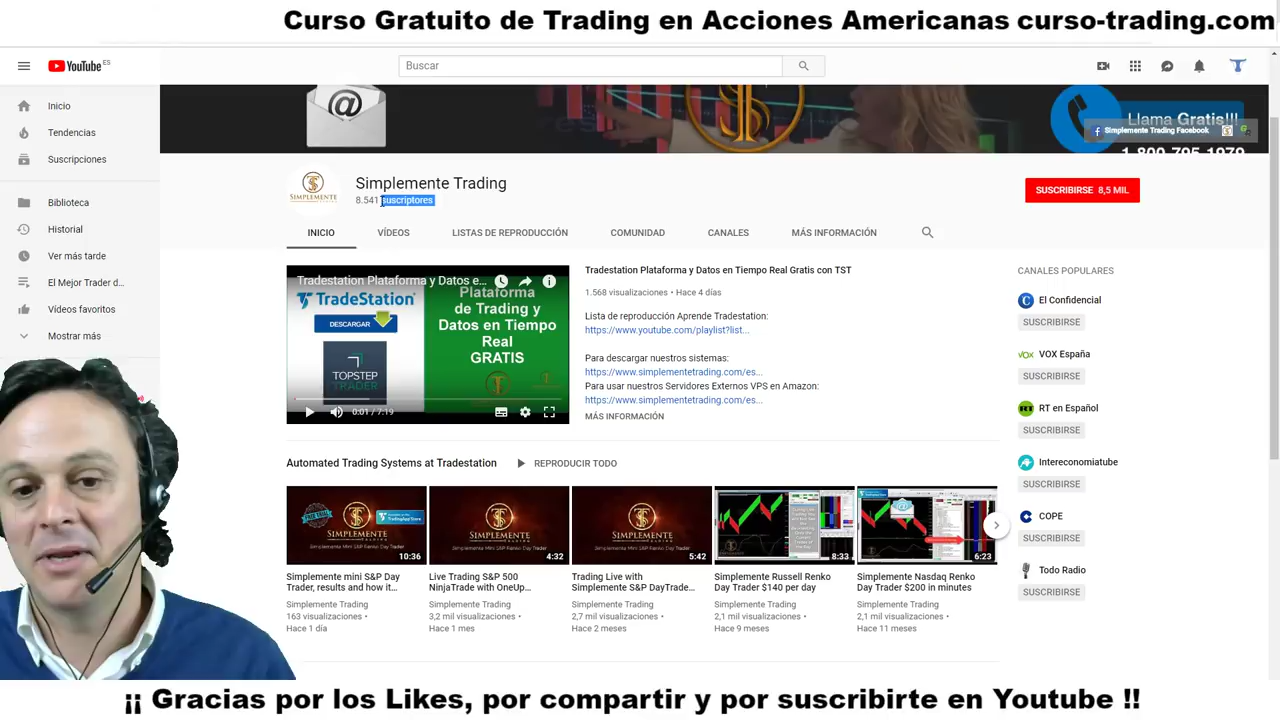 Curso Gratuito de Trading en Acciones Americanas curso-trading.com
YouTube ES
Buscar
Inicio
Tendencias
Suscripciones
Biblioteca
Historial
Ver más tarde
El Mejor Trader d...
Vídeos favoritos
Mostrar más
@
Llama Gratis!!!
Simplemente Trading Facebook
1-800-795-1979
SIMPLEMENTE
Simplemente Trading
8.541 suscriptores
SUSCRIBIRSE 8,5 MIL
INICIO
VÍDEOS
LISTAS DE REPRODUCCIÓN
COMUNIDAD
CANALES
MÁS INFORMACIÓN
Tradestation Plataforma y Datos e...
TradeStation
DESCARGAR
TOPSTEP
TRADER
Plataforma
de Trading y
Datos en Tiempo
Real
GRATIS
0:01 / 7:19
Tradestation Plataforma y Datos en Tiempo Real Gratis con TST
1.568 visualizaciones • Hace 4 días
Lista de reproducción Aprende Tradestation:
https://www.youtube.com/playlist?list...
Para descargar nuestros sistemas:
https://www.simplementetrading.com/es...
Para usar nuestros Servidores Externos VPS en Amazon:
https://www.simplementetrading.com/es...
MÁS INFORMACIÓN
CANALES POPULARES
El Confidencial
SUSCRIBIRSE
VOX España
SUSCRIBIRSE
RT en Español
SUSCRIBIRSE
Intereconomiatube
SUSCRIBIRSE
COPE
SUSCRIBIRSE
Todo Radio
SUSCRIBIRSE
Automated Trading Systems at Tradestation
REPRODUCIR TODO
SIMPLEMENTE
10:36
Simplemente mini S&P Day
Trader, results and how it...
Simplemente Trading
163 visualizaciones •
Hace 1 día
SIMPLEMENTE
4:32
Live Trading S&P 500
NinjaTrade with OneUp...
Simplemente Trading
3,2 mil visualizaciones •
Hace 1 mes
SIMPLEMENTE
5:42
Trading Live with
Simplemente S&P DayTrade...
Simplemente Trading
2,7 mil visualizaciones •
Hace 2 meses
8:33
Simplemente Russell Renko
Day Trader $140 per day
Simplemente Trading
2,1 mil visualizaciones •
Hace 9 meses
6:23
Simplemente Nasdaq Renko
Day Trader $200 in minutes
Simplemente Trading
2,1 mil visualizaciones •
Hace 11 meses
¡¡ Gracias por los Likes, por compartir y por suscribirte en Youtube !!